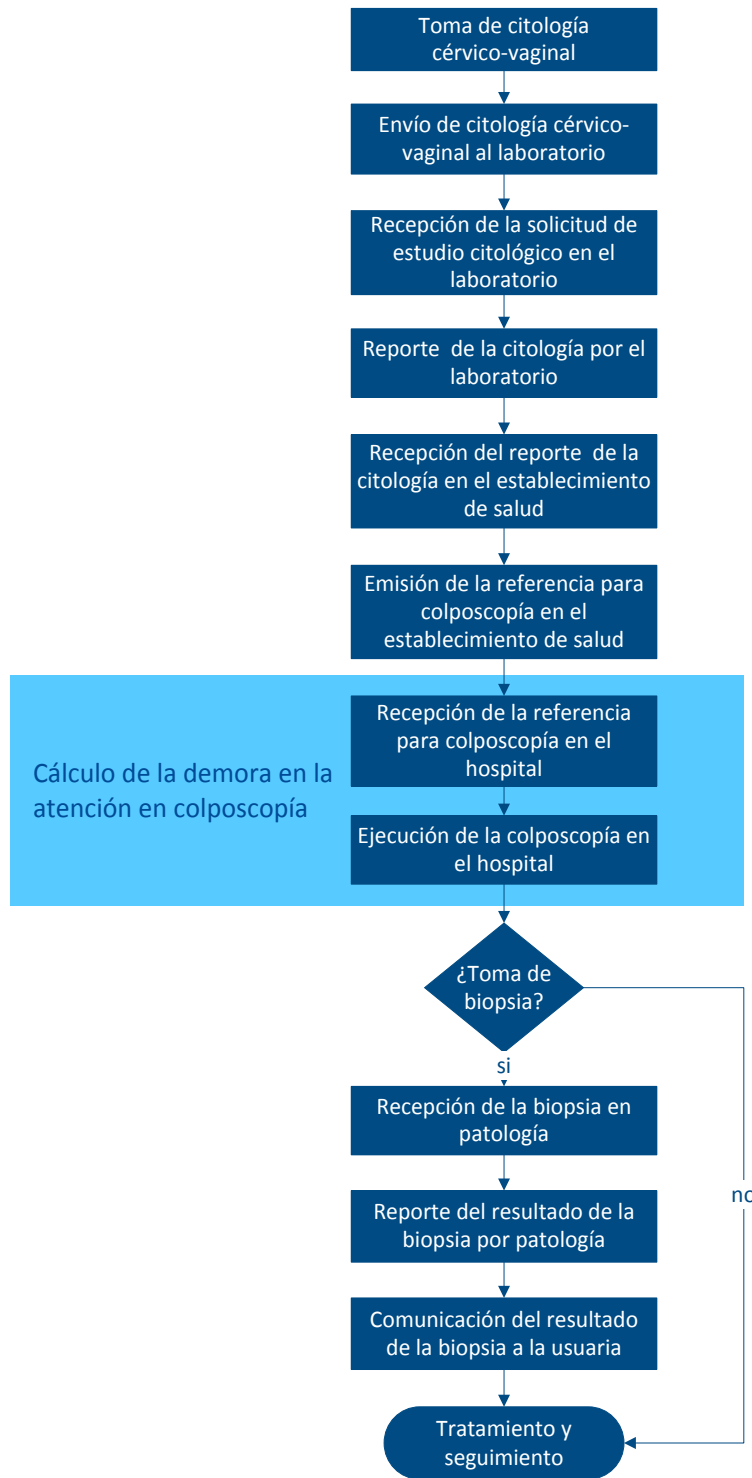 Toma de citología
cérvico-vaginal
Envío de citología cérvico-
vaginal al laboratorio
Recepción de la solicitud de
estudio citológico en el
laboratorio
Reporte de la citología por el
laboratorio
Recepción del reporte de la
citología en el establecimiento
de salud
Emisión de la referencia para
colposcopía en el
establecimiento de salud
Cálculo de la demora en la
atención en colposcopía
Recepción de la referencia
para colposcopía en el
hospital
Ejecución de la colposcopía en
el hospital
¿Toma de
biopsia?
si
Recepción de la biopsia en
patología
no
Reporte del resultado de la
biopsia por patología
Comunicación del resultado
de la biopsia a la usuaria
Tratamiento y
seguimiento